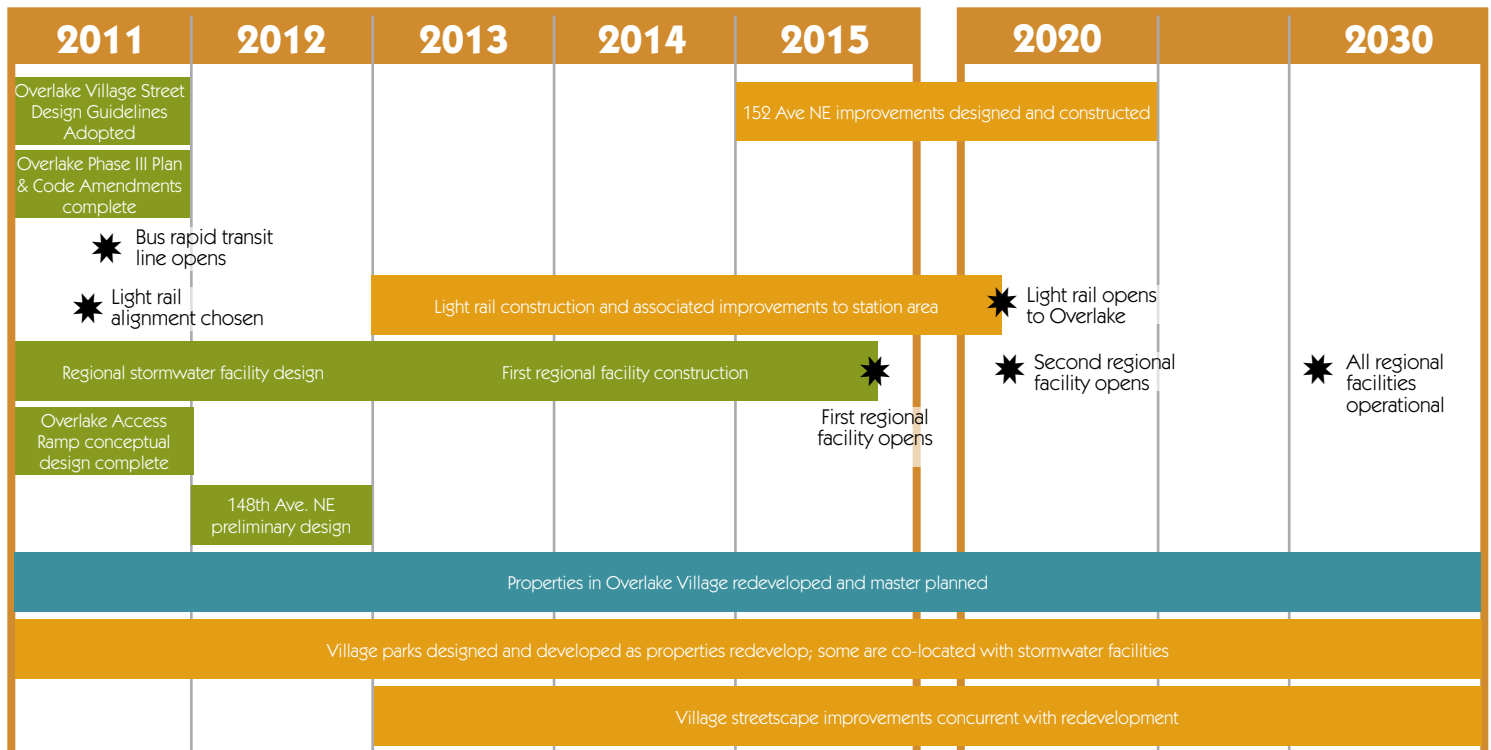 2011 2012 2013 2014 2015 2020 2030
Overlake Village Street
Design Guidelines
Adopted
152 Ave NE improvements designed and constructed
Overlake Phase III Plan
& Code Amendments
complete
Bus rapid transit
line opens
Light rail
alignment chosen
Light rail construction and associated improvements to station area
Light rail opens
to Overlake
Regional stormwater facility design
First regional facility construction
First regional
facility opens
Second regional
facility opens
All regional
facilities
operational
Overlake Access
Ramp conceptual
design complete
148th Ave. NE
preliminary design
Properties in Overlake Village redeveloped and master planned
Village parks designed and developed as properties redevelop; some are co-located with stormwater facilities
Village streetscape improvements concurrent with redevelopment